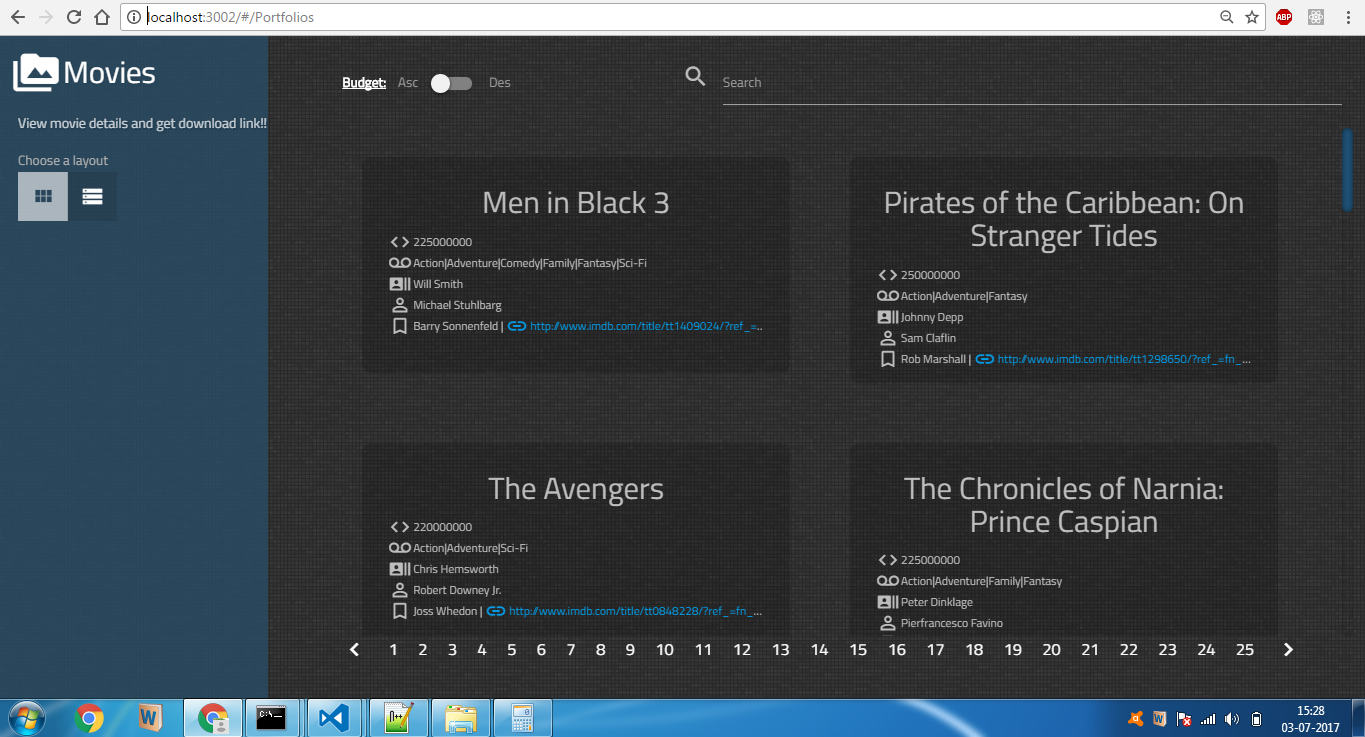 localhost:3002/#/Portfolios
ABP
Movies
View movie details and get download link!!
Choose a layout
Budget: Asc Des
Search
Men in Black 3
225000000
Action|Adventure|Comedy|Family|Fantasy|Sci-Fi
Will Smith
Michael Stuhlbarg
Barry Sonnenfeld | http://www.imdb.com/title/tt1409024/?ref_=..
Pirates of the Caribbean: On
Stranger Tides
250000000
Action|Adventure|Fantasy
Johnny Depp
Sam Claflin
Rob Marshall | http://www.imdb.com/title/tt1298650/?ref_=fn_...
The Avengers
220000000
Action|Adventure|Sci-Fi
Chris Hemsworth
Robert Downey Jr.
Joss Whedon | http://www.imdb.com/title/tt0848228/?ref_=fn_...
The Chronicles of Narnia:
Prince Caspian
225000000
Action|Adventure|Family|Fantasy
Peter Dinklage
Pierfrancesco Favino
1 2 3 4 5 6 7 8 9 10 11 12 13 14 15 16 17 18 19 20 21 22 23 24 25
15:28
03-07-2017